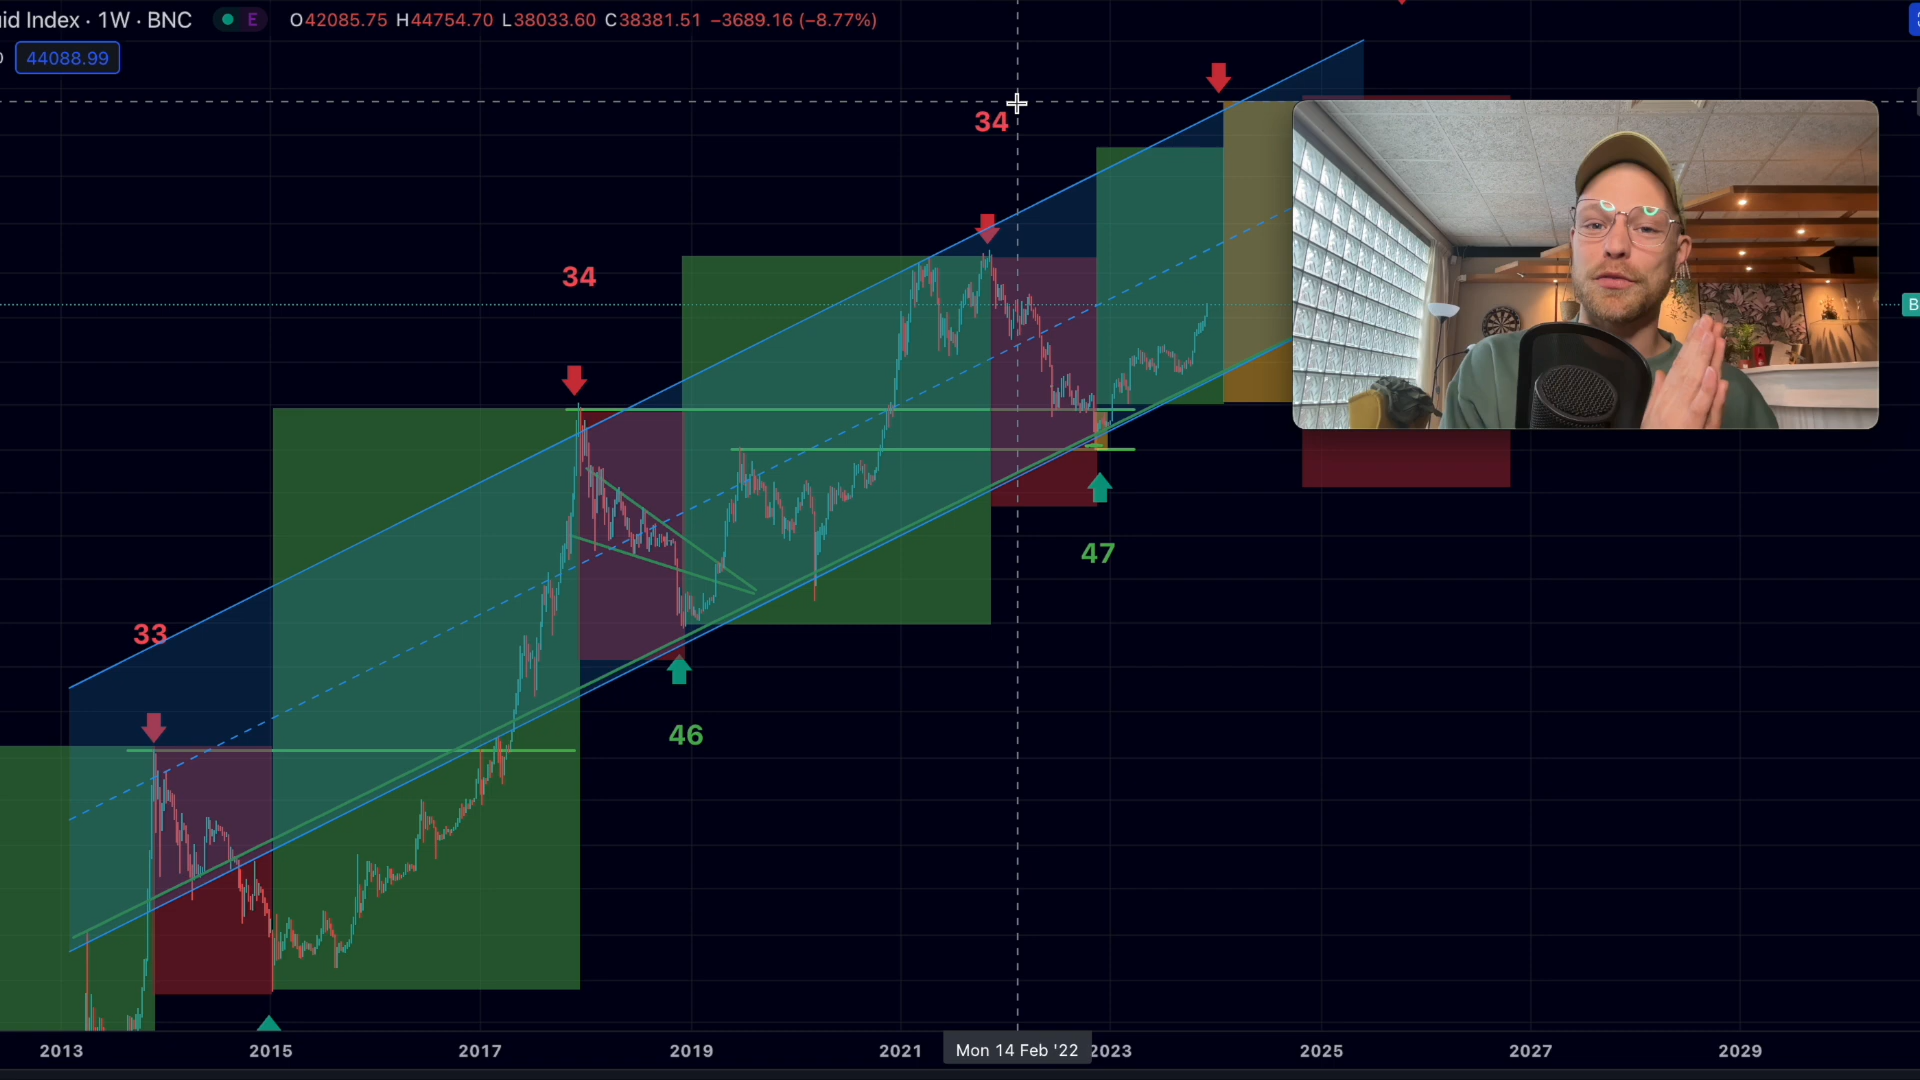 uid Index · 1W · BNC E O42085.75 H44754.70 L38033.60 C38381.51 −3689.16 (−8.77%)
44088.99
34
34
33
47
46
B
2013 2015 2017 2019 2021 Mon 14 Feb '22 2023 2025 2027 2029